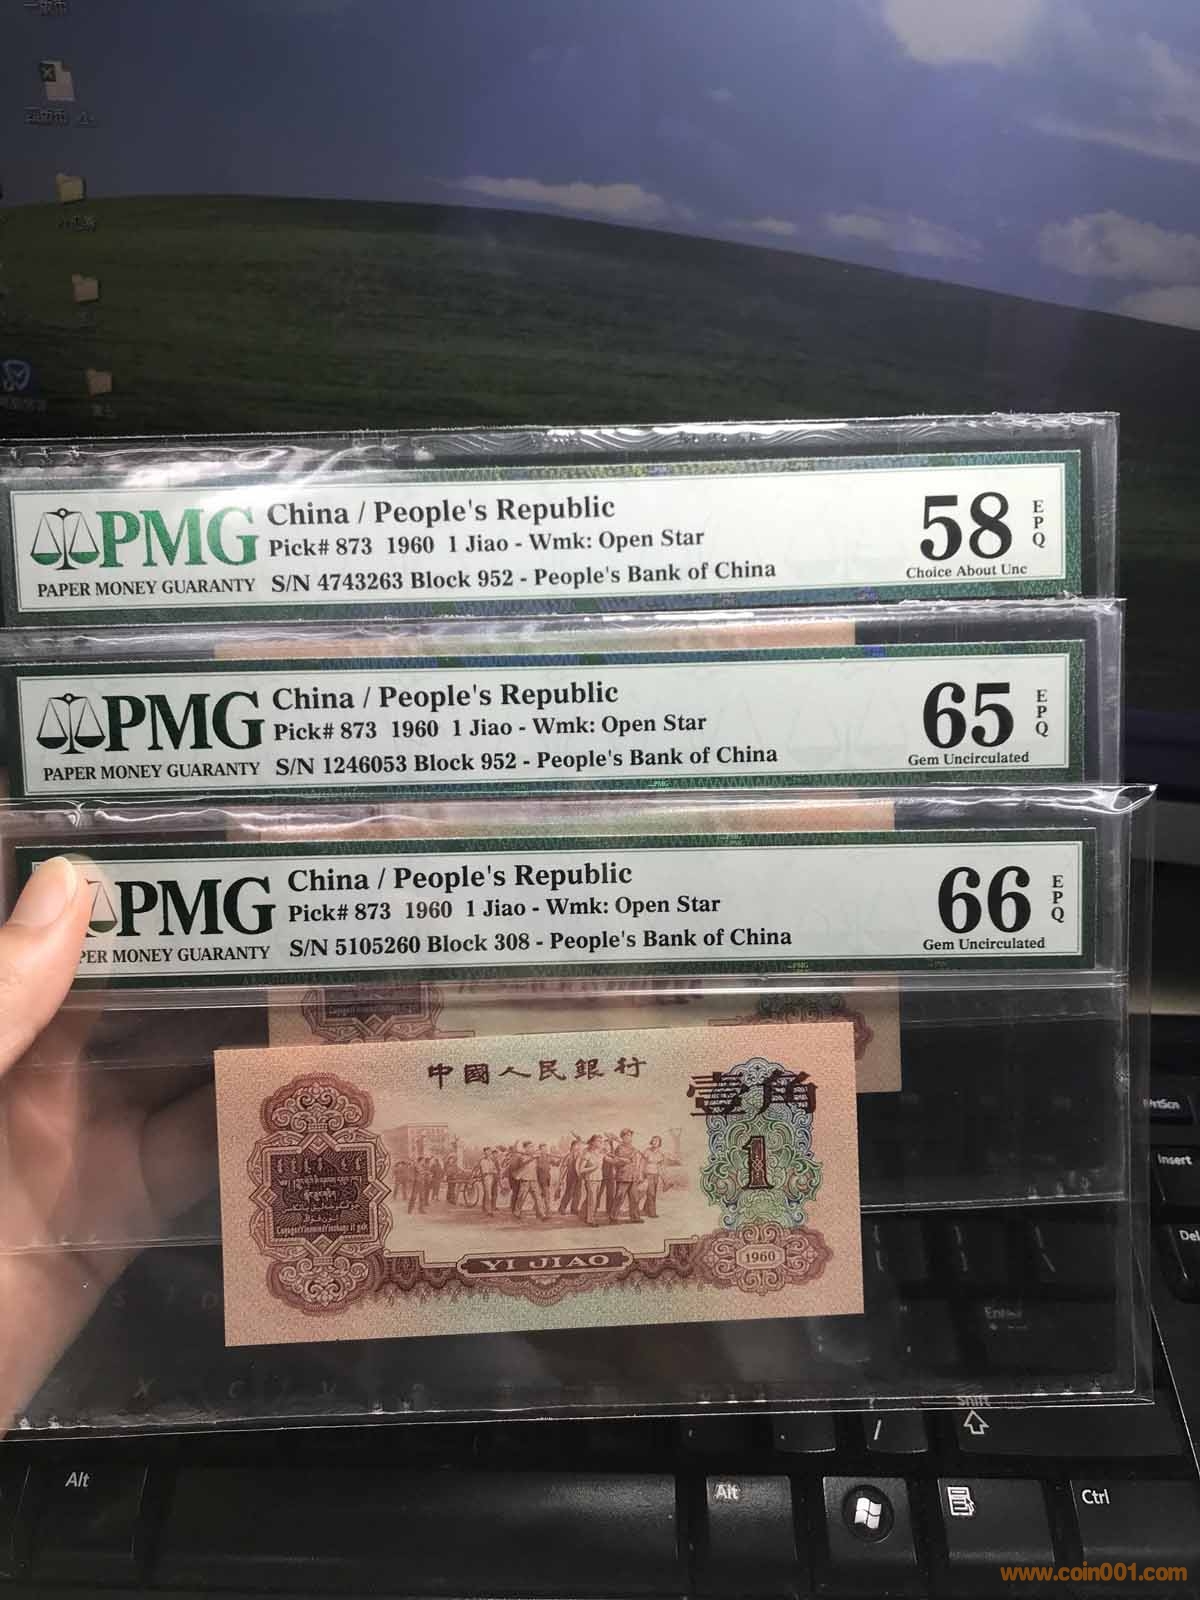 China / People's Republic
PMG
Pick# 873 1960 1 Jiao - Wmk: Open Star
PAPER MONEY GUARANTY
S/N 4743263 Block 952 - People's Bank of China
58
EPQ
Choice About Unc
China / People's Republic
PMG
Pick# 873 1960 1 Jiao - Wmk: Open Star
PAPER MONEY GUARANTY
S/N 1246053 Block 952 - People's Bank of China
65
EPQ
Gem Uncirculated
China / People's Republic
PMG
Pick# 873 1960 1 Jiao - Wmk: Open Star
PER MONEY GUARANTY
S/N 5105260 Block 308 - People's Bank of China
66
EPQ
Gem Uncirculated
中國人民銀行
壹角
1
YI JIAO
1960
PrtScn
Insert
Del
Enter
Shift
/
Alt
Alt
Ctrl
www.coin001.com